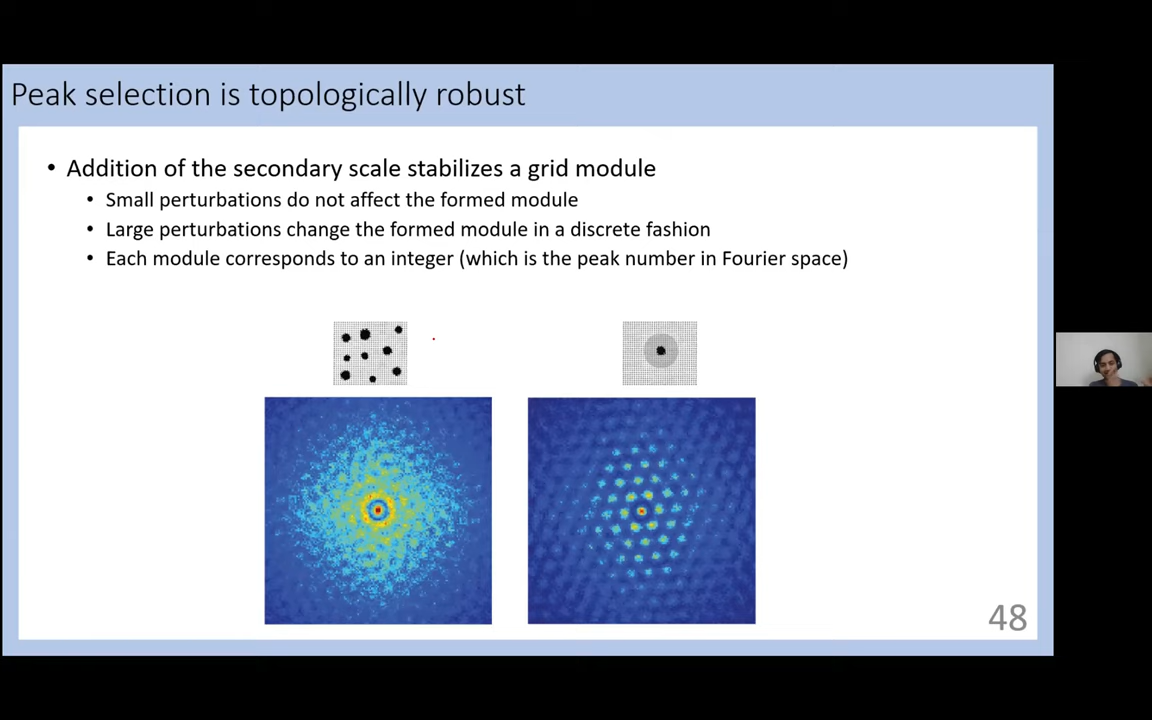 Peak selection is topologically robust
• Addition of the secondary scale stabilizes a grid module
• Small perturbations do not affect the formed module
• Large perturbations change the formed module in a discrete fashion
• Each module corresponds to an integer (which is the peak number in Fourier space)
48